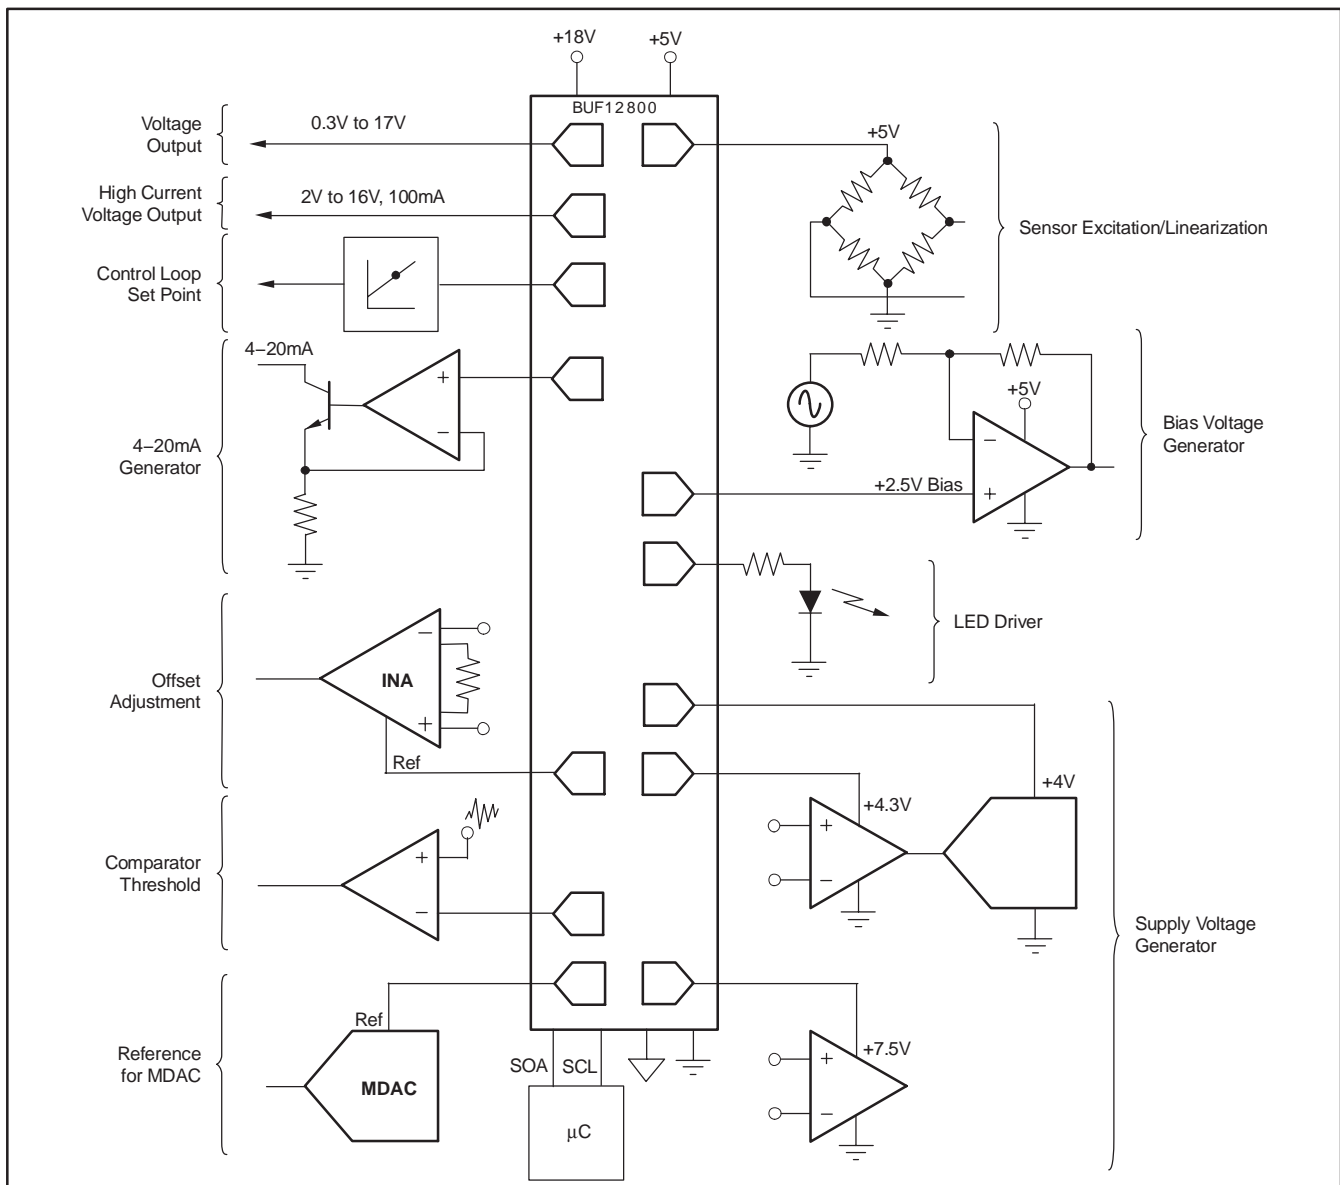 +18V
+5V
BUF12800
Voltage
Output
0.3V to 17V
+5V
High Current
Voltage Output
2V to 16V, 100mA
Sensor Excitation/Linearization
Control Loop
Set Point
4–20mA
+
−
4–20mA
Generator
+5V
−
+
+2.5V Bias
Bias Voltage
Generator
LED Driver
Offset
Adjustment
−
INA
+
Ref
+4V
+4.3V
+
−
Comparator
Threshold
+
−
Supply Voltage
Generator
Reference
for MDAC
Ref
MDAC
SOA
SCL
μC
+7.5V
+
−